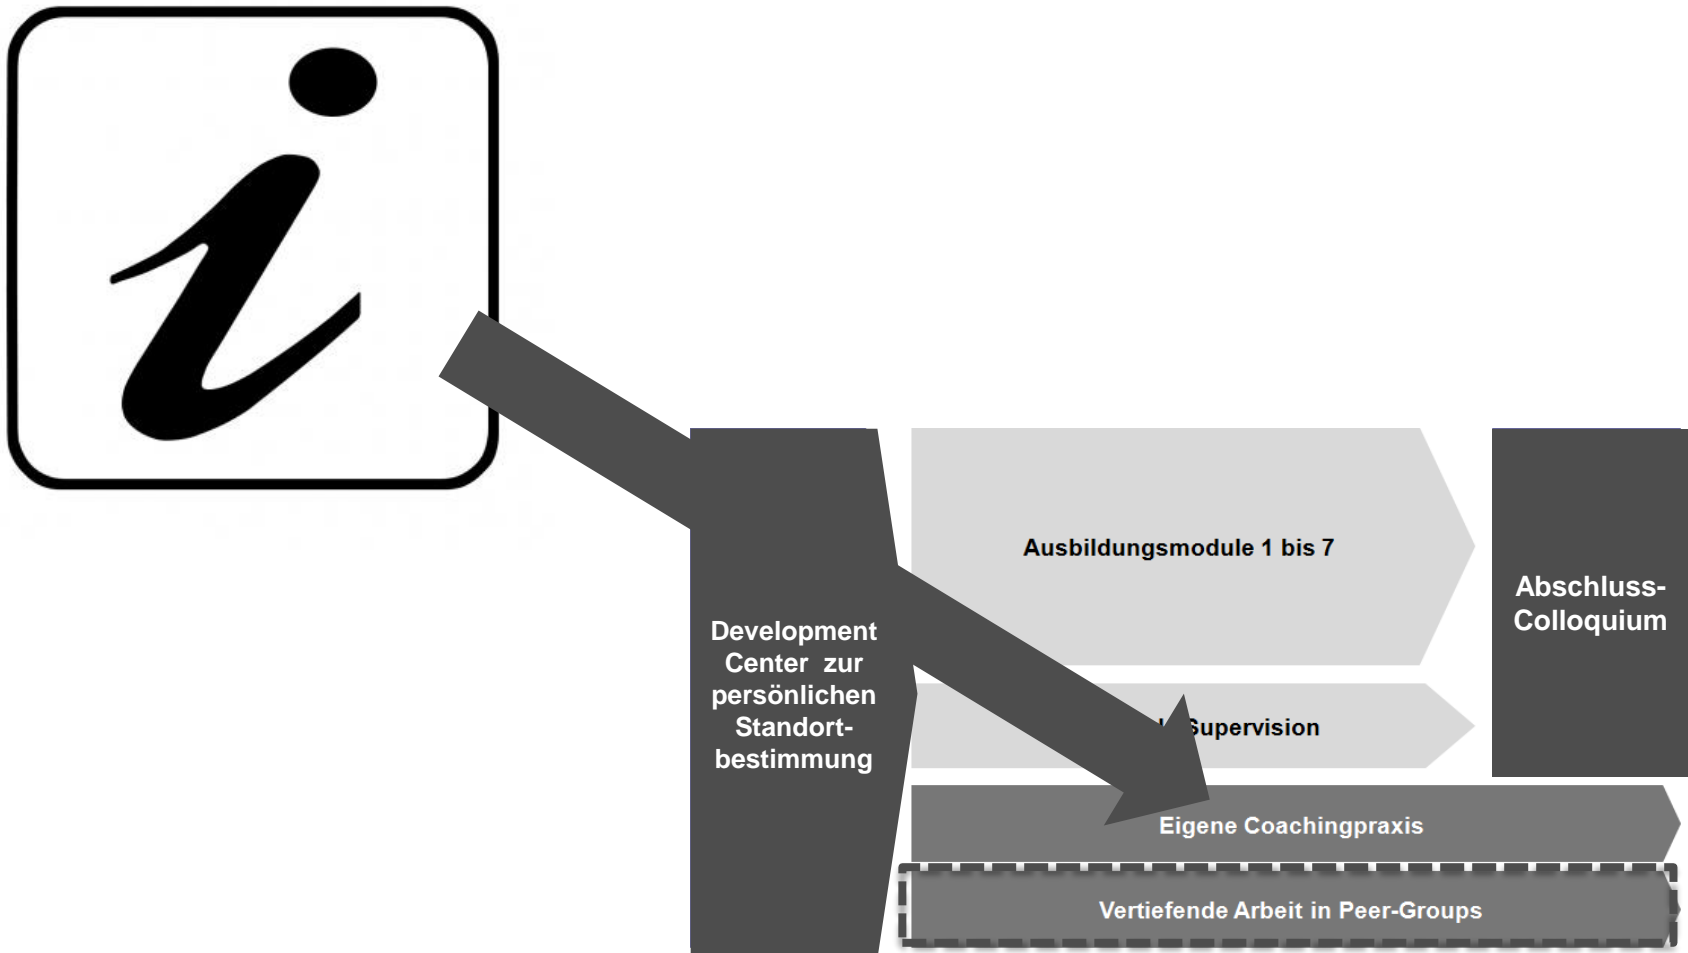 i
Ausbildungsmodule 1 bis 7
Abschluss-
Colloquium
Development
Center zur
persönlichen
Standort-
bestimmung
Supervision
Eigene Coachingpraxis
Vertiefende Arbeit in Peer-Groups